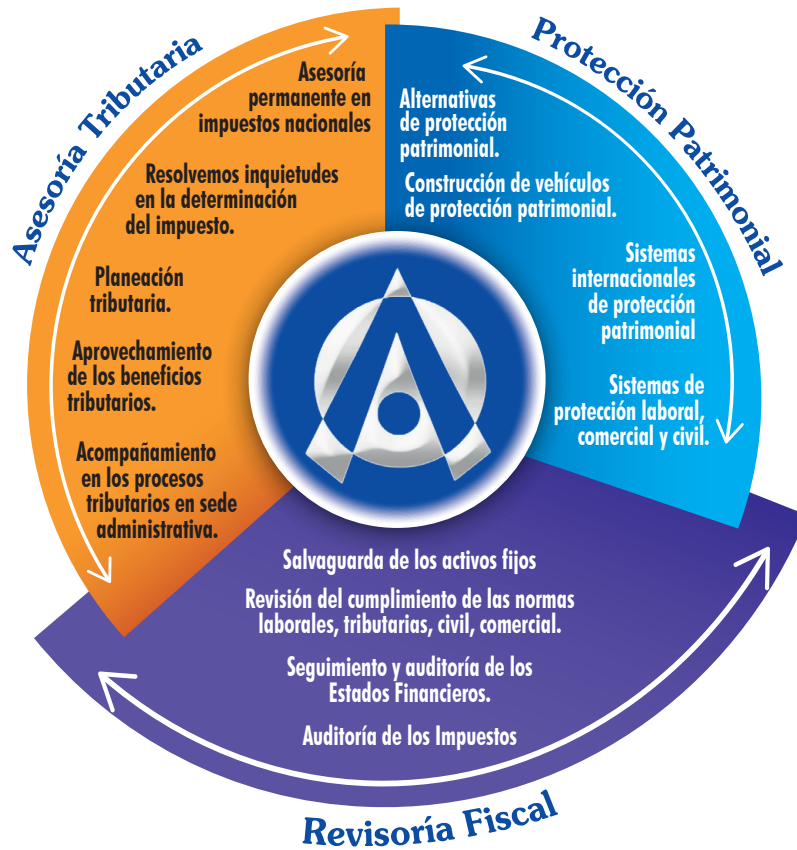 Asesoría Tributaria
Asesoría
permanente en
impuestos nacionales
Resolvemos inquietudes
en la determinación
del impuesto.
Planeación
tributaria.
Aprovechamiento
de los beneficios
tributarios.
Acompañamiento
en los procesos
tributarios en sede
administrativa.
Protección Patrimonial
Alternativas
de protección
patrimonial.
Construcción de vehículos
de protección patrimonial.
Sistemas
internacionales
de protección
patrimonial
Sistemas de
protección laboral,
comercial y civil.
Salvaguarda de los activos fijos
Revisión del cumplimiento de las normas
laborales, tributarias, civil, comercial.
Seguimiento y auditoría de los
Estados Financieros.
Auditoría de los Impuestos
Revisoría Fiscal